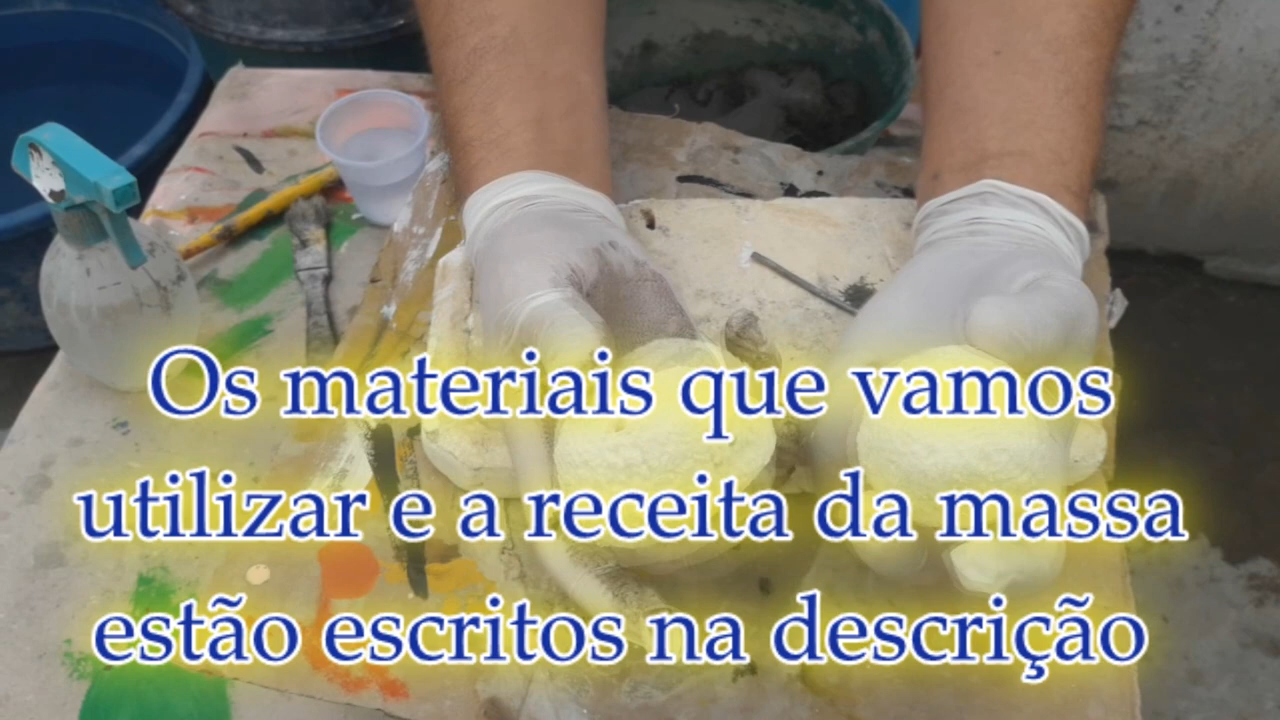 Os materiais que vamos
utilizar e a receita da massa
estão escritos na descrição